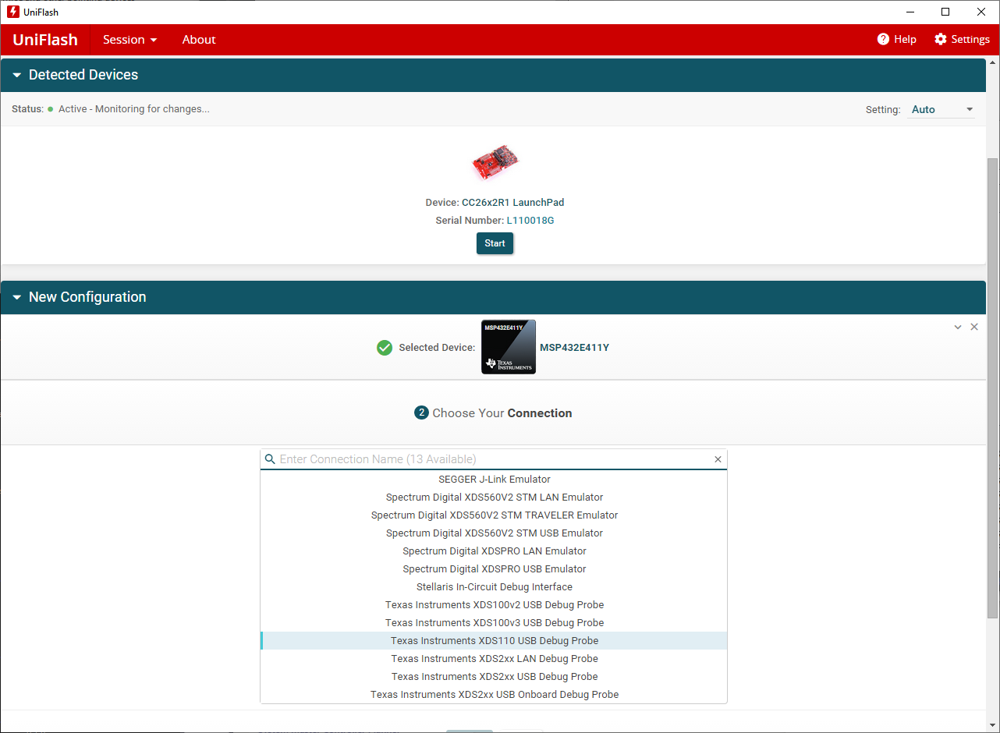 UniFlash
UniFlash Session About Help Settings
Detected Devices
Status: Active - Monitoring for changes... Setting: Auto
Device: CC26x2R1 LaunchPad
Serial Number: L110018G
Start
New Configuration
MSP432E411Y
Selected Device: MSP432E411Y
TEXAS
INSTRUMENTS
2 Choose Your Connection
Enter Connection Name (13 Available)
SEGGER J-Link Emulator
Spectrum Digital XDS560V2 STM LAN Emulator
Spectrum Digital XDS560V2 STM TRAVELER Emulator
Spectrum Digital XDS560V2 STM USB Emulator
Spectrum Digital XDSPRO LAN Emulator
Spectrum Digital XDSPRO USB Emulator
Stellaris In-Circuit Debug Interface
Texas Instruments XDS100v2 USB Debug Probe
Texas Instruments XDS100v3 USB Debug Probe
Texas Instruments XDS110 USB Debug Probe
Texas Instruments XDS2xx LAN Debug Probe
Texas Instruments XDS2xx USB Debug Probe
Texas Instruments XDS2xx USB Onboard Debug Probe